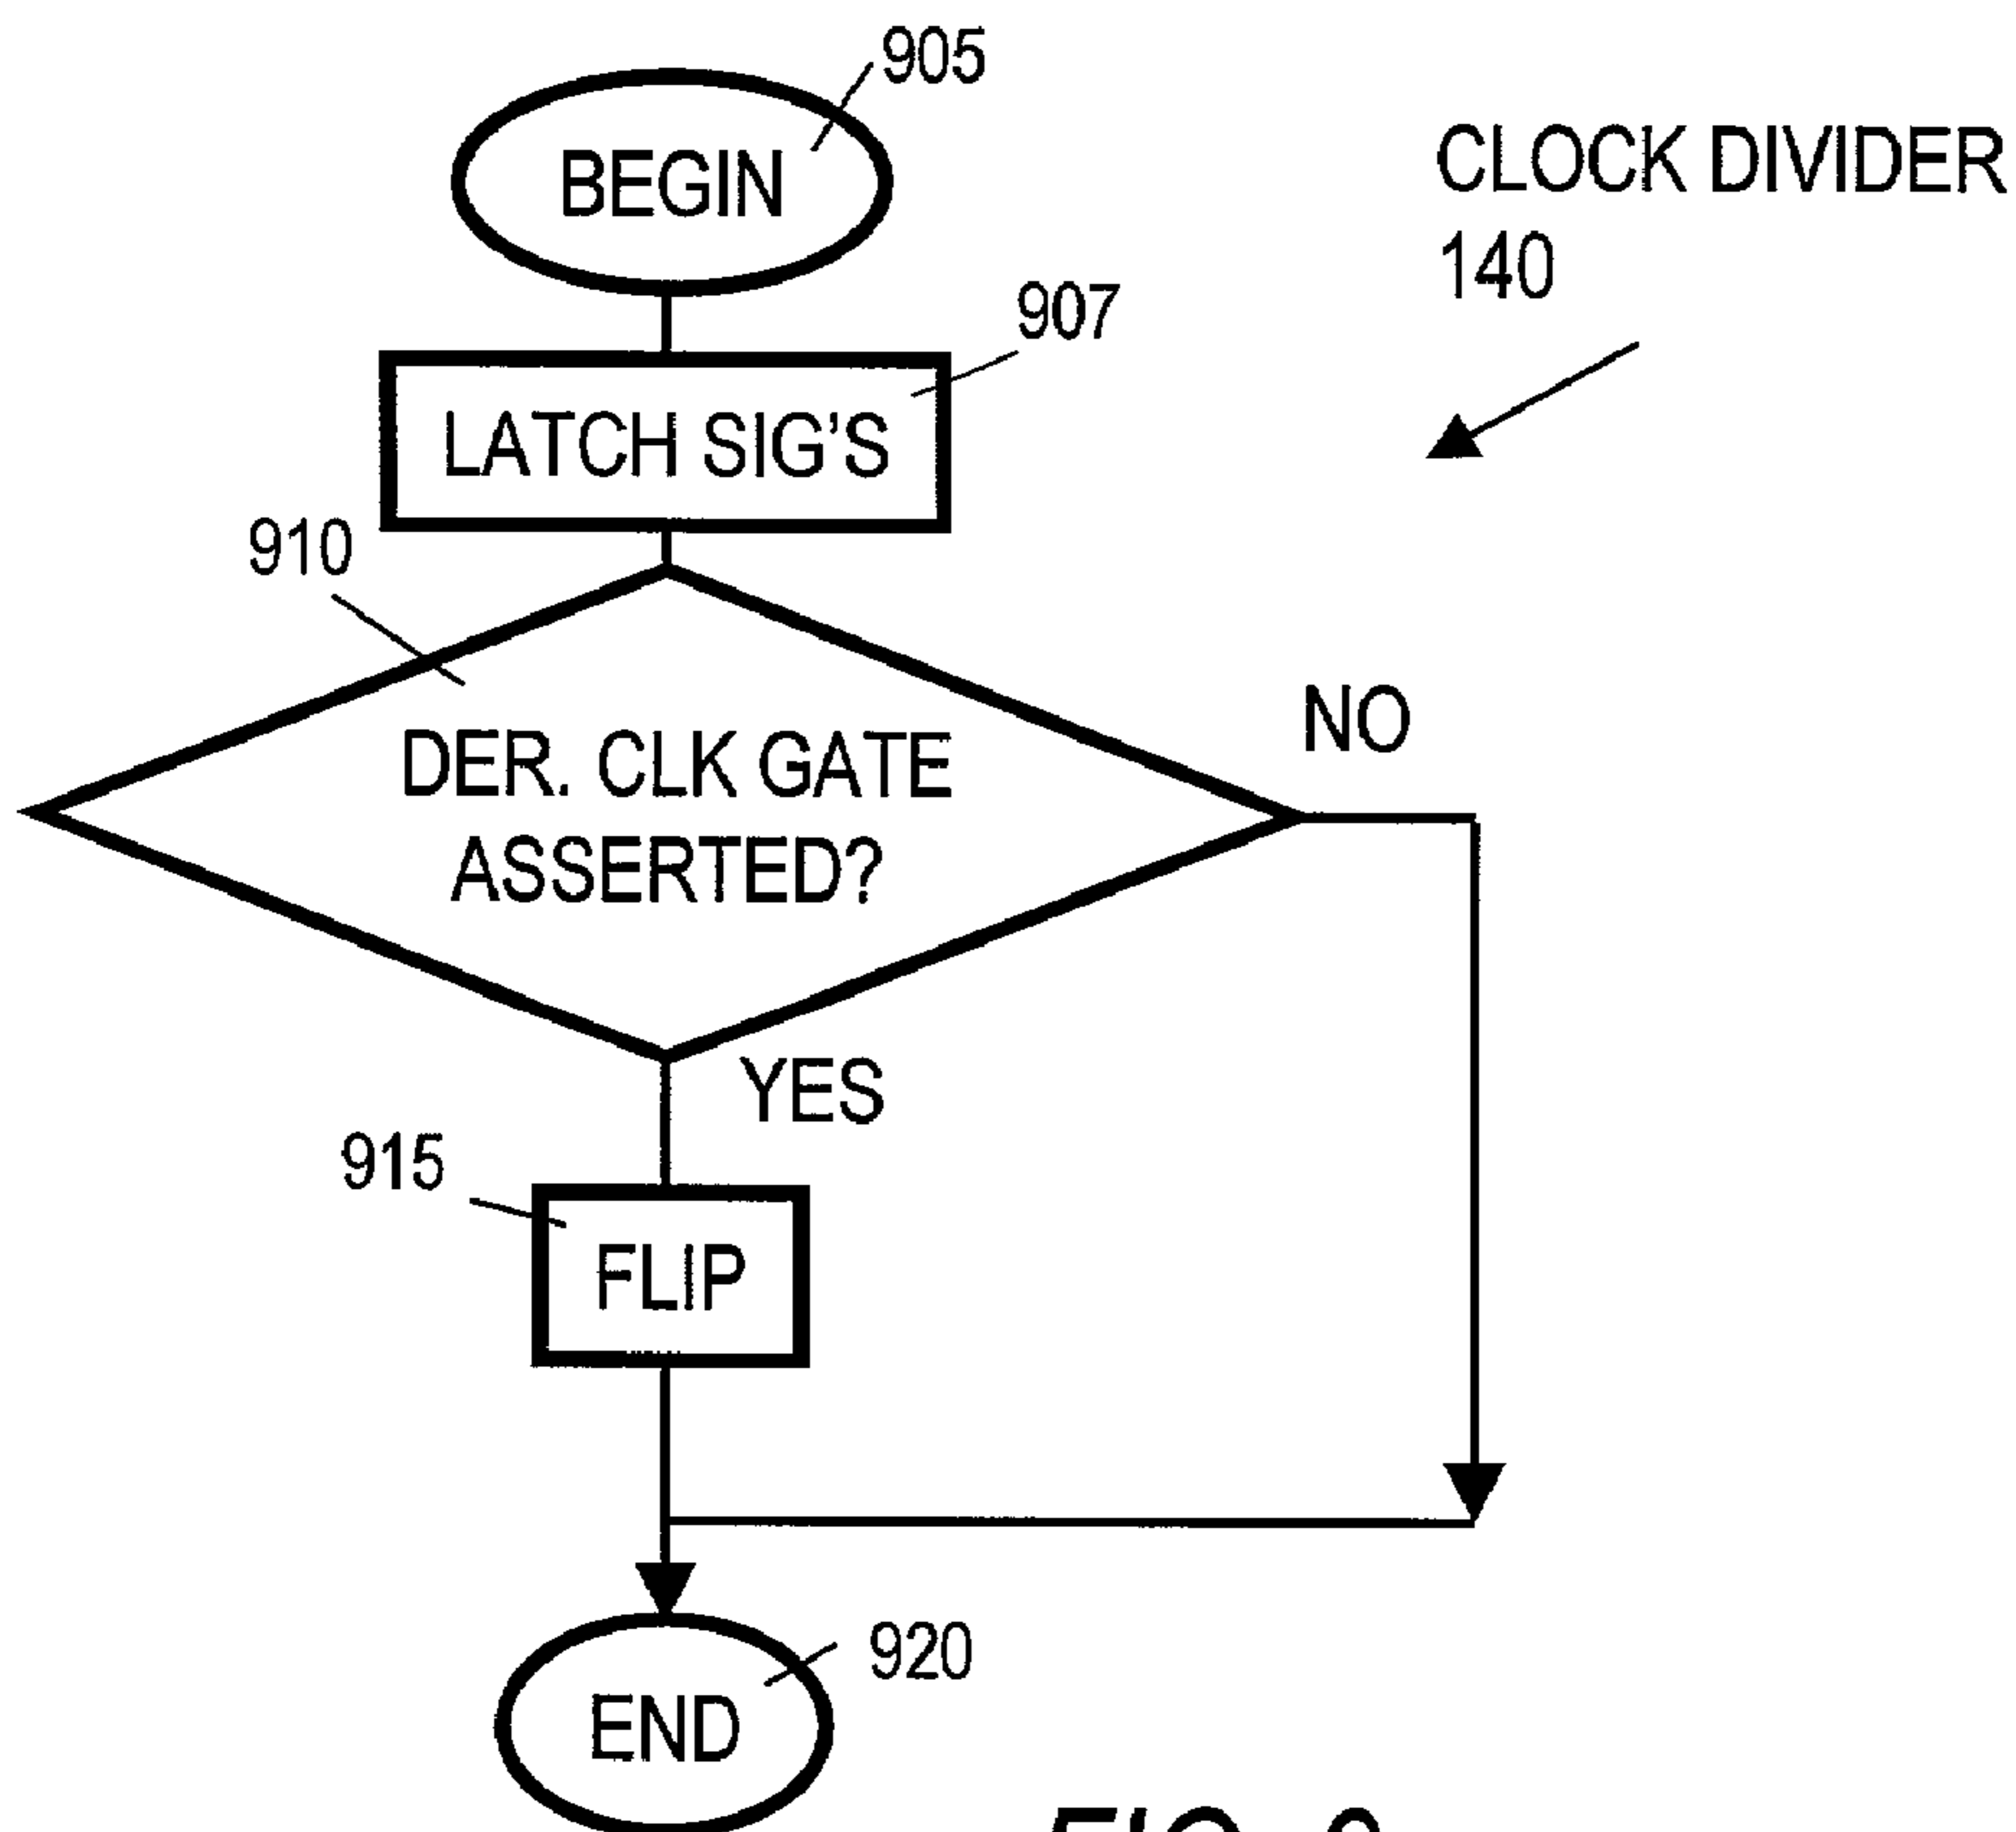 905
BEGIN
CLOCK DIVIDER
140
907
LATCH SIG'S
910
DER. CLK GATE
ASSERTED?
NO
YES
915
FLIP
920
END